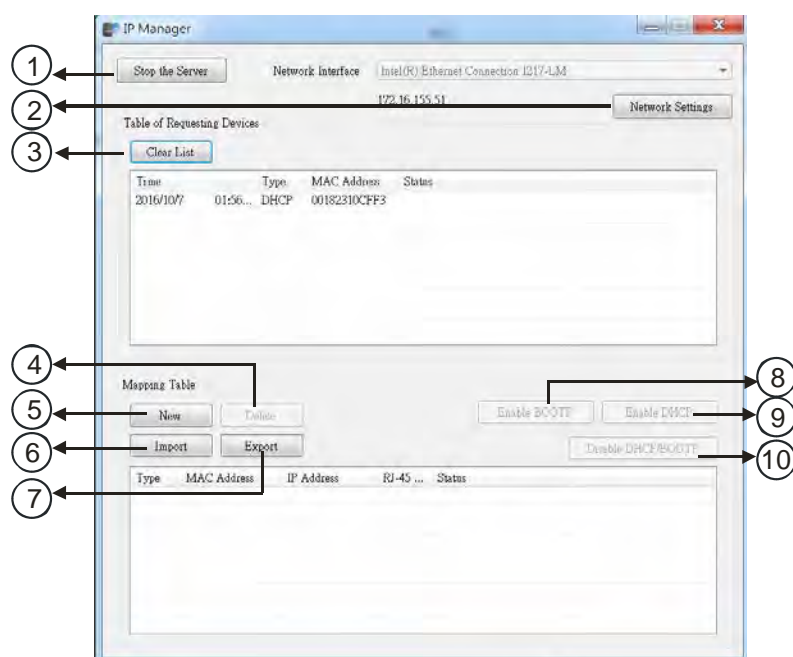 IP Manager
1 Stop the Server Network Interface Intel(R) Ethernet Connection I217-LM
2 172.16.155.51 Network Settings
Table of Requesting Devices
3 Clear List
Time Type MAC Address Status
2016/10/7 01:56... DHCP 00182310CFF3
4
Mapping Table
8
5 New Delete Enable BOOTP Enable DHCP 9
6 Import Export Disable DHCP/BOOTP 10
7
Type MAC Address IP Address RJ-45 ... Status